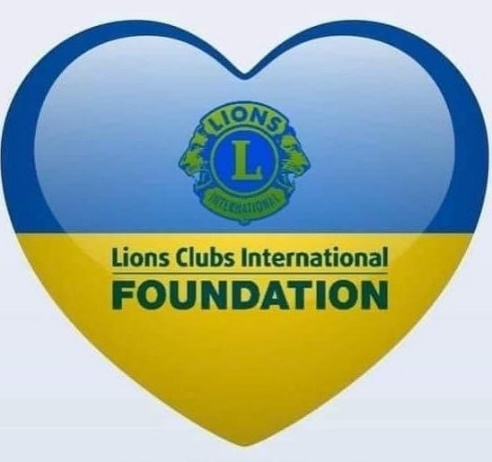 LIONS
L
INTERNATIONAL
Lions Clubs International
FOUNDATION